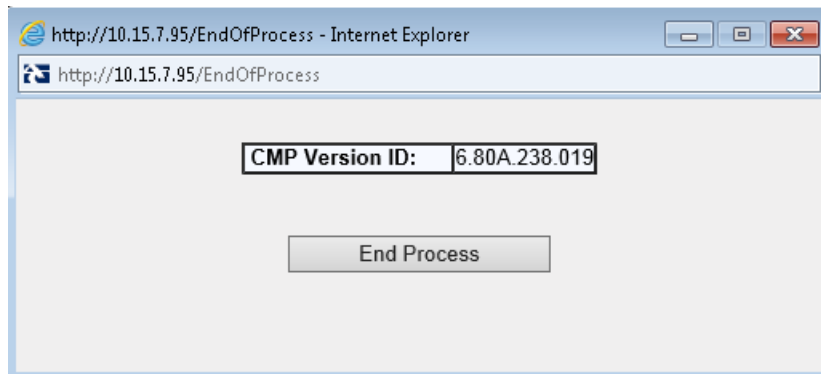 http://10.15.7.95/EndOfProcess - Internet Explorer
http://10.15.7.95/EndOfProcess
CMP Version ID: 6.80A.238.019
End Process